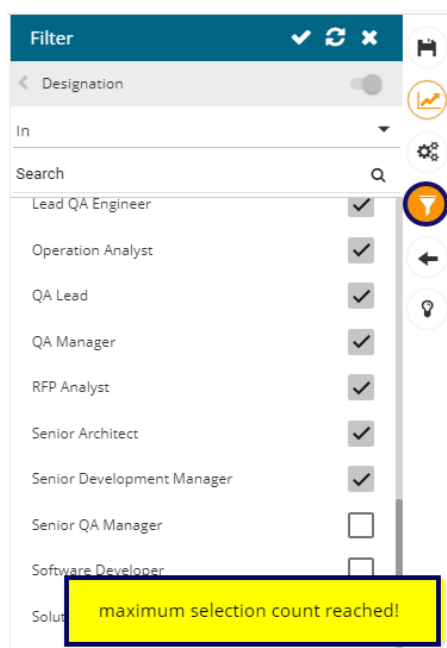 Filter
Designation
In
Search
Lead QA Engineer
Operation Analyst
QA Lead
QA Manager
RFP Analyst
Senior Architect
Senior Development Manager
Senior QA Manager
Software Developer
Solut
maximum selection count reached!